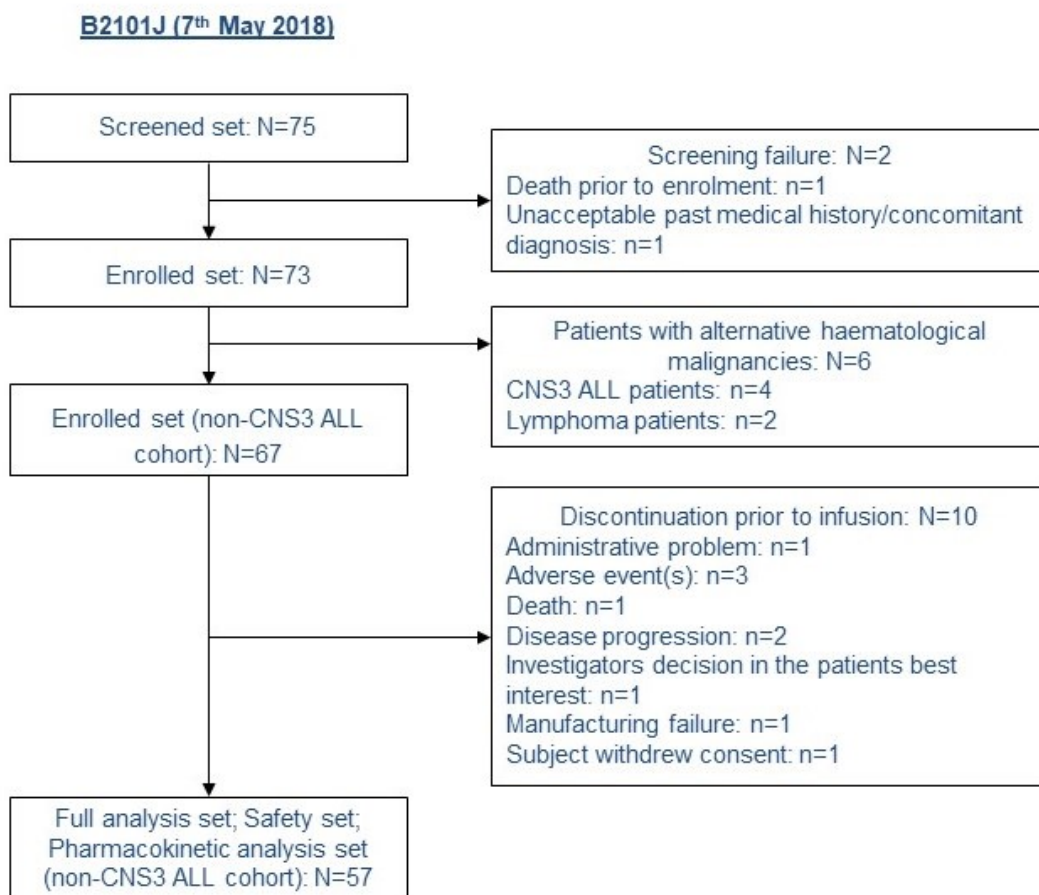 B2101J (7th May 2018)
Screened set: N=75
Screening failure: N=2
Death prior to enrolment: n=1
Unacceptable past medical history/concomitant
diagnosis: n=1
Enrolled set: N=73
Patients with alternative haematological
malignancies: N=6
CNS3 ALL patients: n=4
Lymphoma patients: n=2
Enrolled set (non-CNS3 ALL
cohort): N=67
Discontinuation prior to infusion: N=10
Administrative problem: n=1
Adverse event(s): n=3
Death: n=1
Disease progression: n=2
Investigators decision in the patients best
interest: n=1
Manufacturing failure: n=1
Subject withdrew consent: n=1
Full analysis set; Safety set;
Pharmacokinetic analysis set
(non-CNS3 ALL cohort): N=57